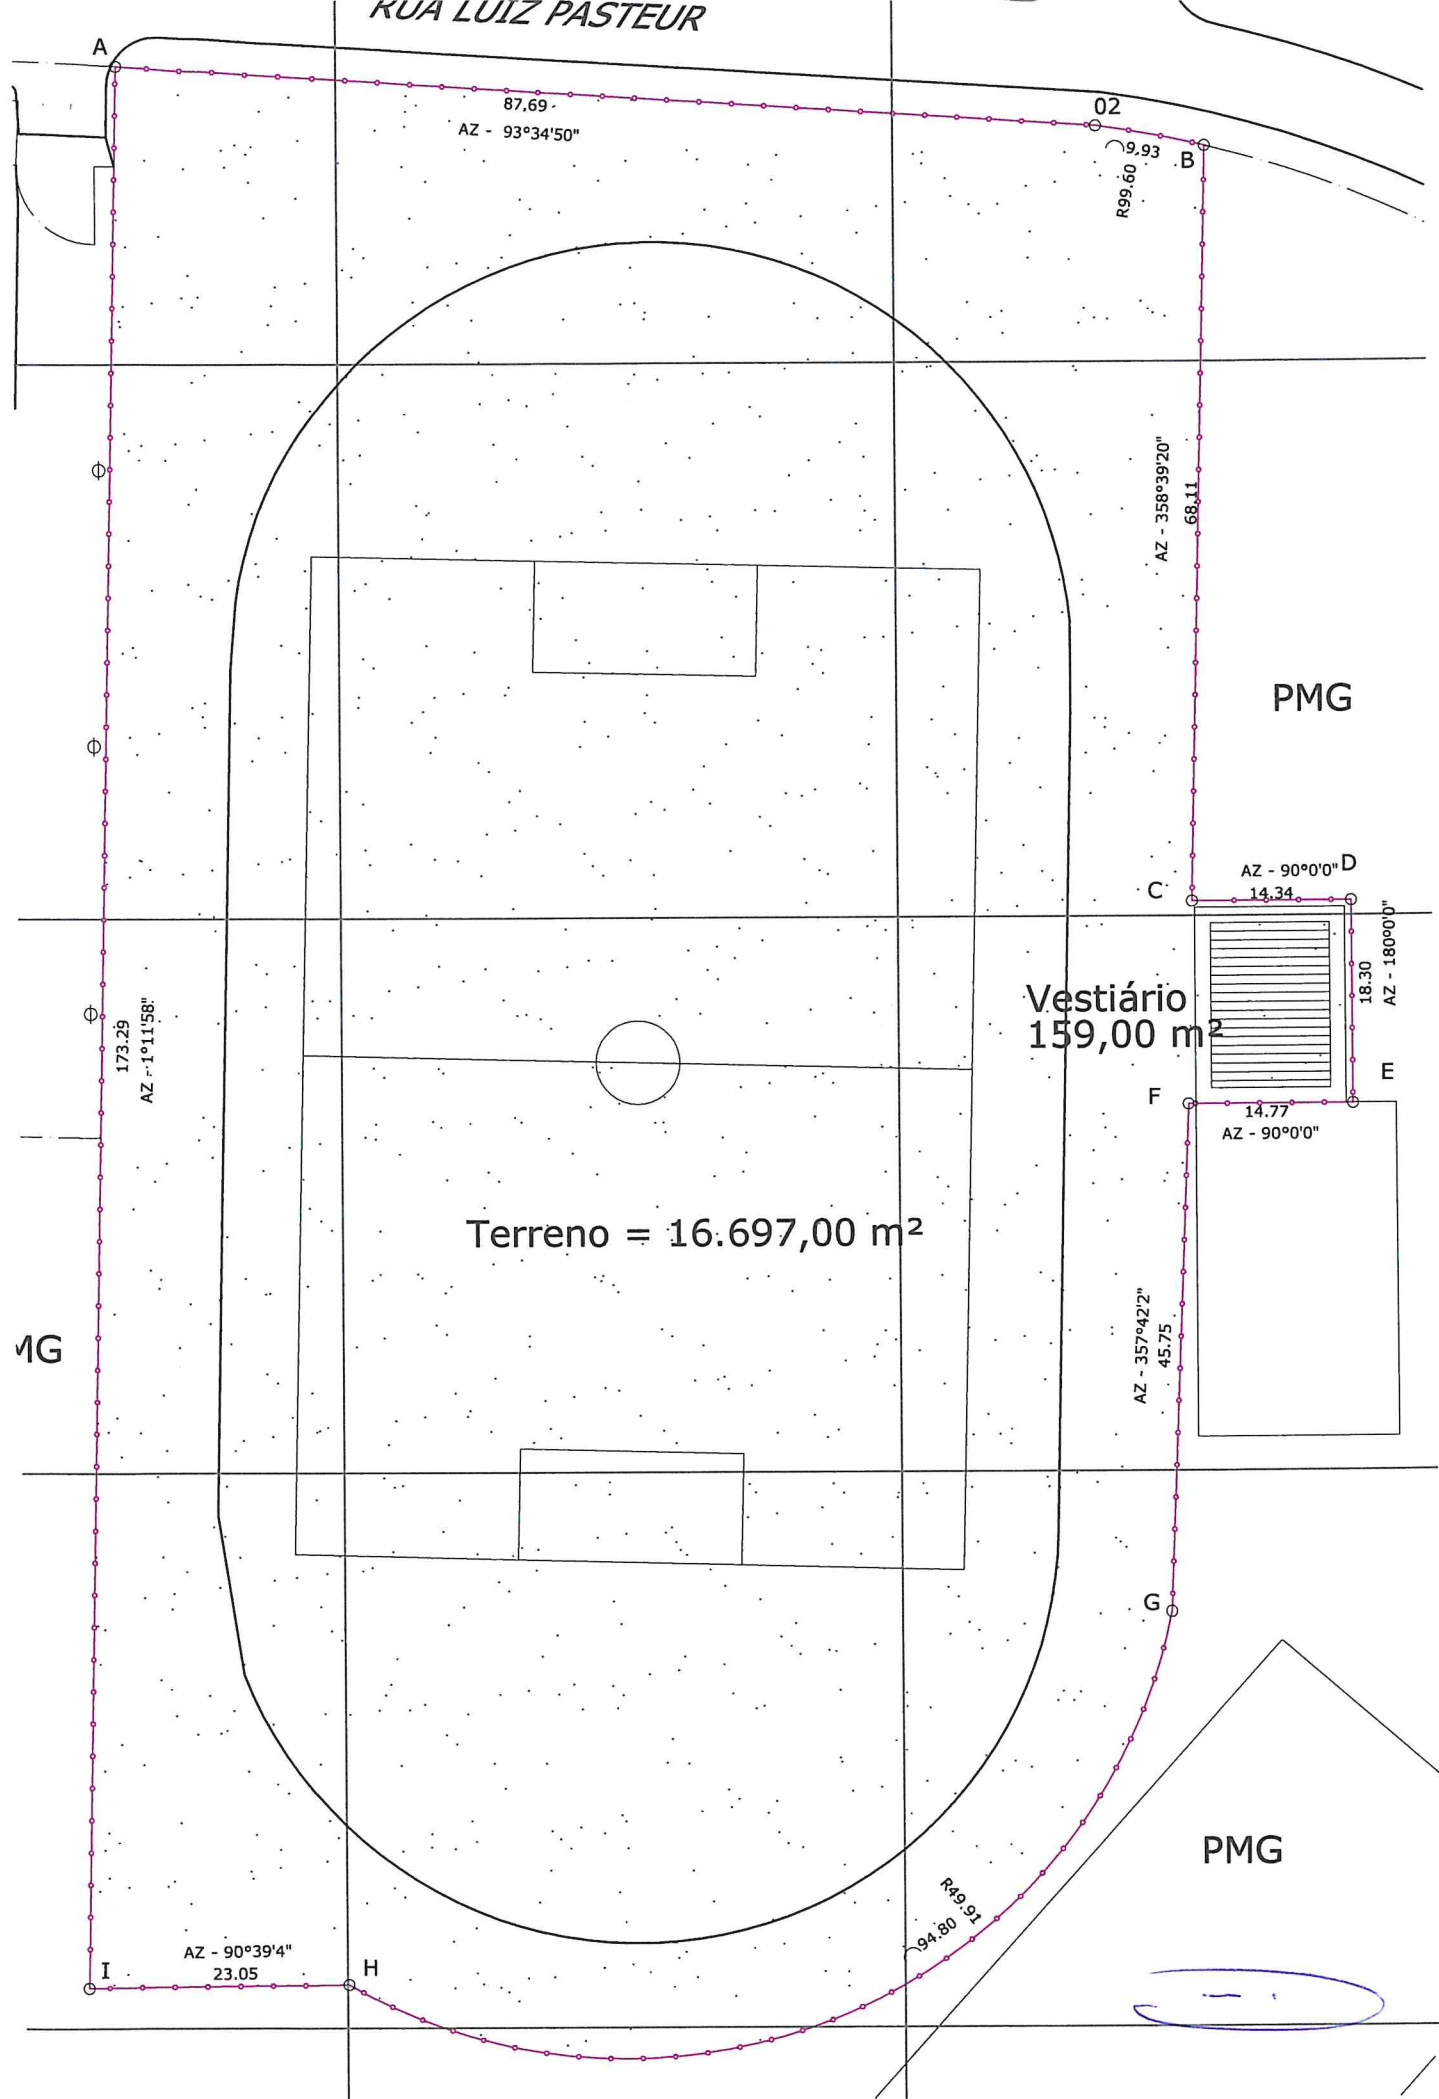 RUA LUIZ PASTEUR
A
87.69
AZ - 93°34'50"
02
9.93
R99.60
B
AZ - 358°39'20"
68.11
PMG
AZ - 90°0'0"
D
C
14.34
18.30
AZ - 180°0'0"
Vestiário
159,00 m²
173.29
AZ - 1°11'58"
E
F
14.77
AZ - 90°0'0"
Terreno = 16.697,00 m²
AZ - 357°42'2"
45.75
MG
G
PMG
R49.91
94.80
AZ - 90°39'4"
23.05
I
H